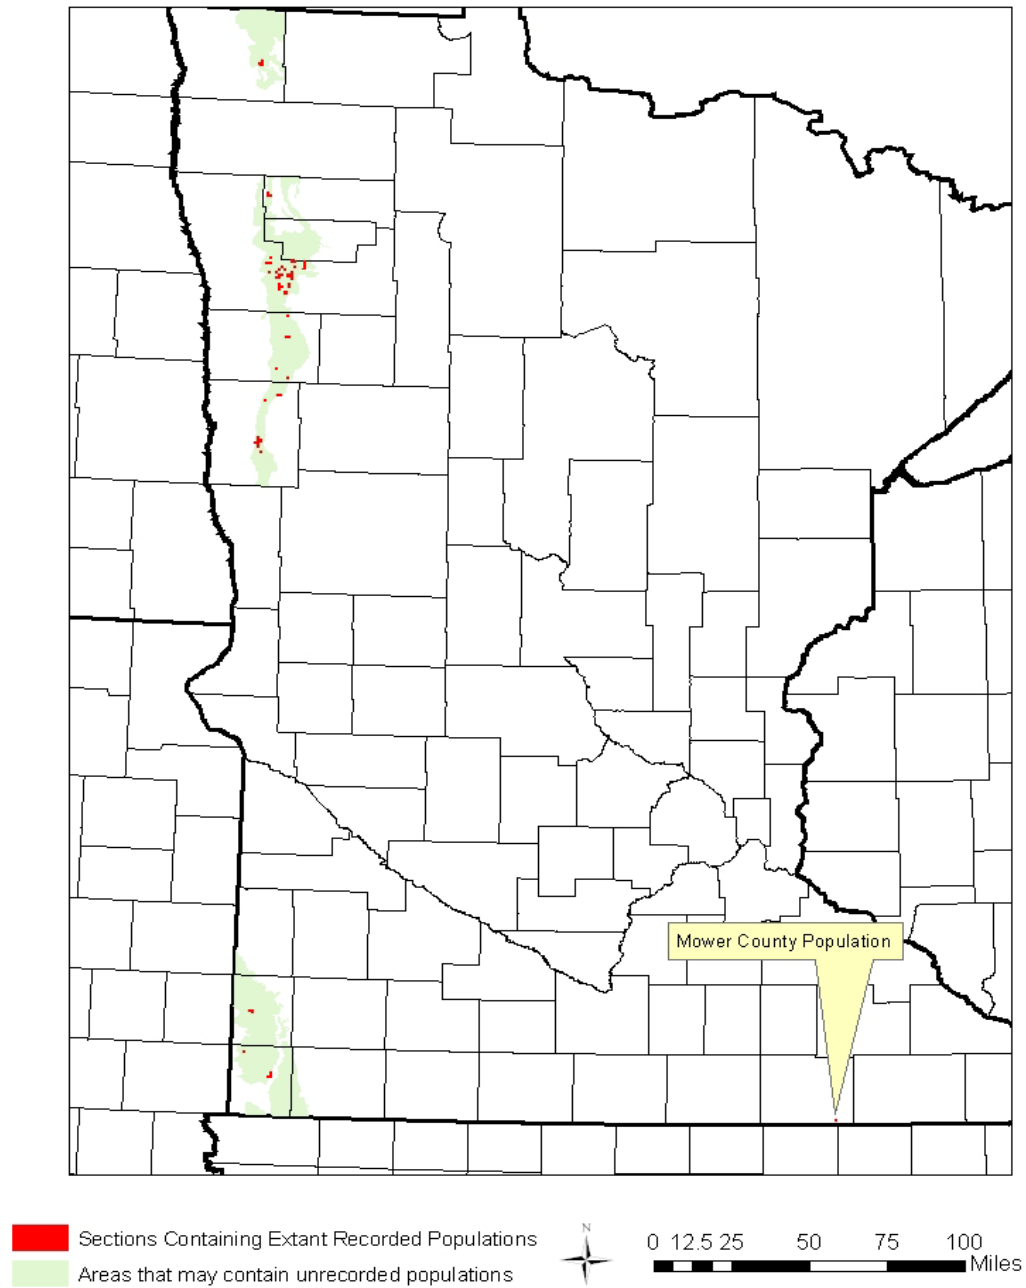 Mower County Population
Sections Containing Extant Recorded Populations
Areas that may contain unrecorded populations
N
0 12.5 25 50 75 100
Miles